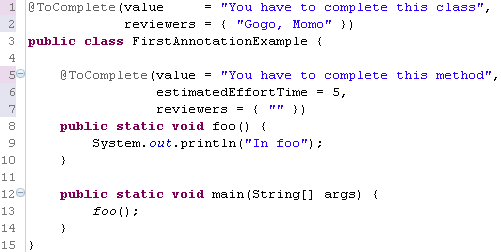 1 @ToComplete(value     = "You have to complete this class",
2             reviewers = { "Gogo, Momo" })
3 public class FirstAnnotationExample {
4
5     @ToComplete(value = "You have to complete this method",
6                 estimatedEffortTime = 5,
7                 reviewers = { "" })
8     public static void foo() {
9         System.out.println("In foo");
10     }
11
12     public static void main(String[] args) {
13         foo();
14     }
15 }